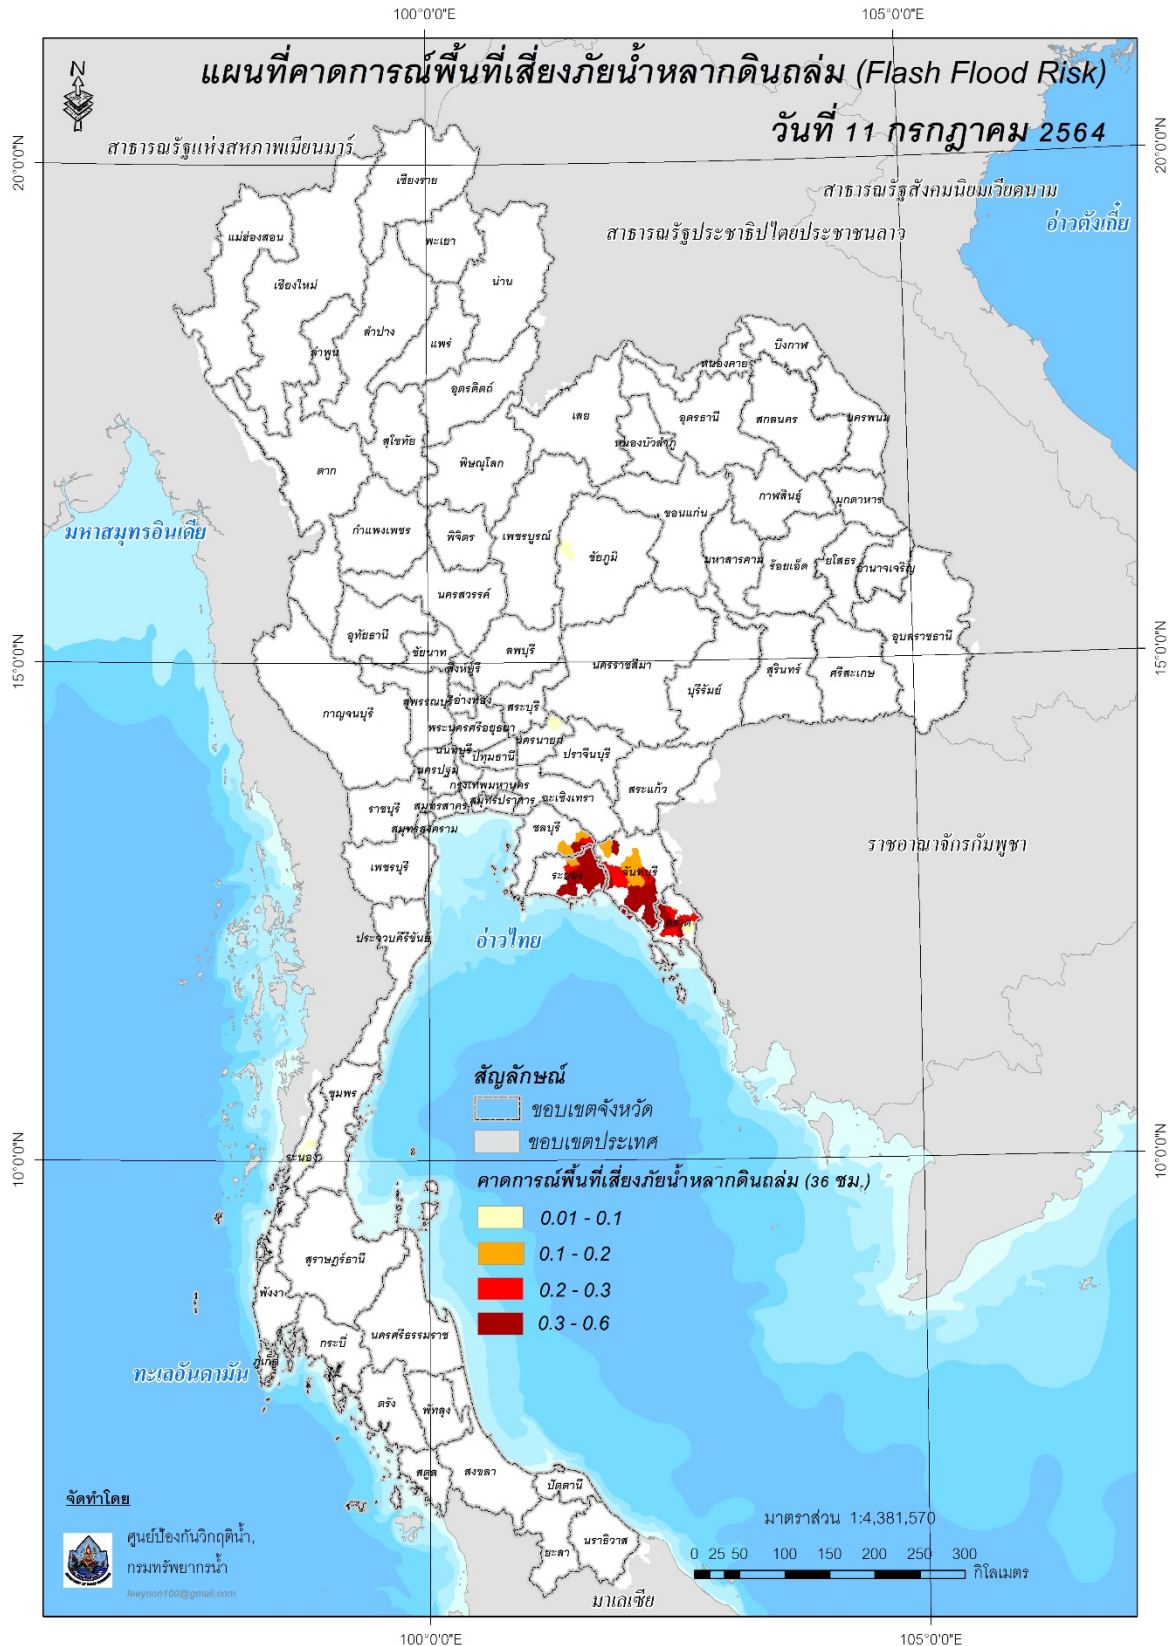 100°0'0"E
105°0'0"E
N
แผนที่คาดการณ์พื้นที่เสี่ยงภัยน้ำหลากดินถล่ม (Flash Flood Risk)
วันที่ 11 กรกฎาคม 2564
20°0'0"N
20°0'0"N
สาธารณรัฐแห่งสหภาพเมียนมาร์
สาธารณรัฐสังคมนิยมเวียดนาม
สาธารณรัฐประชาธิปไตยประชาชนลาว
อ่าวตังเกี๋ย
เชียงราย
แม่ฮ่องสอน
พะเยา
เชียงใหม่
น่าน
ลำปาง
แพร่
ลำพูน
อุตรดิตถ์
บึงกาฬ
หนองคาย
เลย
อุดรธานี
สกลนคร
นครพนม
สุโขทัย
หนองบัวลำภู
ตาก
พิษณุโลก
กาฬสินธุ์
มุกดาหาร
มหาสมุทรอินเดีย
กำแพงเพชร
พิจิตร
เพชรบูรณ์
ขอนแก่น
ชัยภูมิ
มหาสารคาม
ร้อยเอ็ด
ยโสธร
อำนาจเจริญ
นครสวรรค์
อุทัยธานี
ชัยนาท
ลพบุรี
นครราชสีมา
อุบลราชธานี
15°0'0"N
15°0'0"N
สิงห์บุรี
บุรีรัมย์
สุรินทร์
ศรีสะเกษ
กาญจนบุรี
สุพรรณบุรี
อ่างทอง
สระบุรี
พระนครศรีอยุธยา
นครนายก
นนทบุรี
ปทุมธานี
ปราจีนบุรี
นครปฐม
กรุงเทพมหานคร
สระแก้ว
ราชบุรี
สมุทรสาคร
สมุทรปราการ
ฉะเชิงเทรา
สมุทรสงคราม
ชลบุรี
ราชอาณาจักรกัมพูชา
เพชรบุรี
ระยอง
จันทบุรี
ตราด
ประจวบคีรีขันธ์
อ่าวไทย
สัญลักษณ์
ขอบเขตจังหวัด
ขอบเขตประเทศ
ชุมพร
ระนอง
10°0'0"N
10°0'0"N
คาดการณ์พื้นที่เสี่ยงภัยน้ำหลากดินถล่ม (36 ชม.)
0.01 - 0.1
0.1 - 0.2
0.2 - 0.3
0.3 - 0.6
สุราษฎร์ธานี
พังงา
กระบี่
นครศรีธรรมราช
ภูเก็ต
ทะเลอันดามัน
ตรัง
พัทลุง
สตูล
สงขลา
ปัตตานี
ยะลา
นราธิวาส
มาเลเซีย
จัดทำโดย
ศูนย์ป้องกันวิกฤติน้ำ,
กรมทรัพยากรน้ำ
teeyoon100@gmail.com
มาตราส่วน 1:4,381,570
0 25 50 100 150 200 250 300
กิโลเมตร
100°0'0"E
105°0'0"E